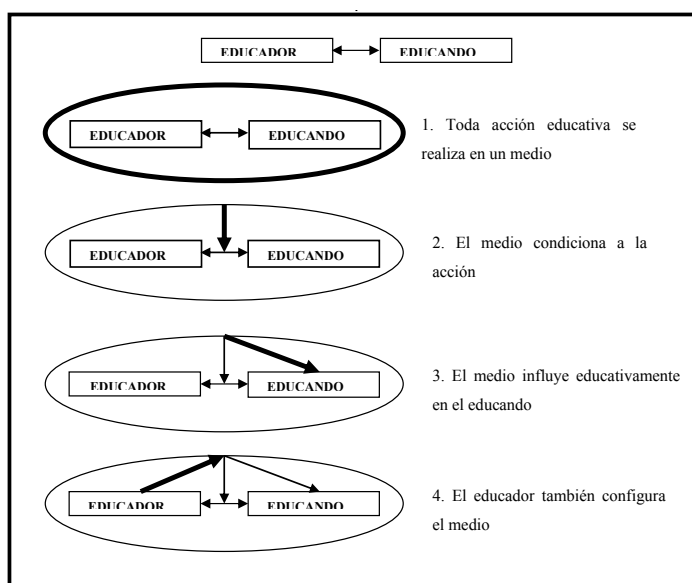 EDUCADOR EDUCANDO
EDUCADOR EDUCANDO
1. Toda acción educativa se
realiza en un medio
EDUCADOR EDUCANDO
2. El medio condiciona a la
acción
EDUCADOR EDUCANDO
3. El medio influye educativamente
en el educando
EDUCADOR EDUCANDO
4. El educador también configura
el medio